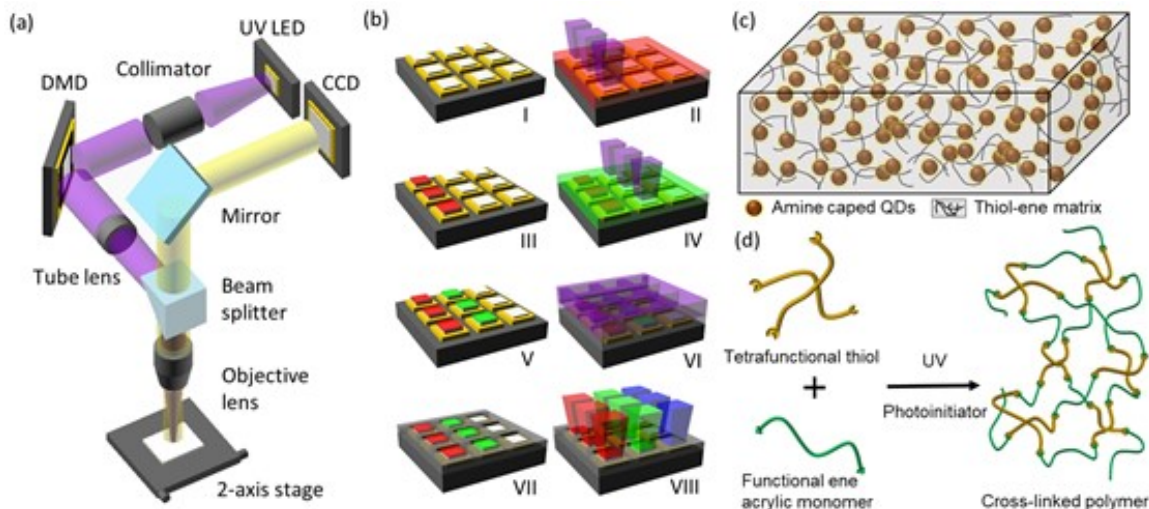 (a)
UV LED
Collimator
DMD
CCD
Mirror
Tube lens
Beam
splitter
Objective
lens
2-axis stage
(b)
I
II
III
IV
V
VI
VII
VIII
(c)
Amine caped QDs
Thiol-ene matrix
(d)
Tetrafunctional thiol
+
Functional ene
acrylic monomer
UV
Photoinitiator
Cross-linked polymer